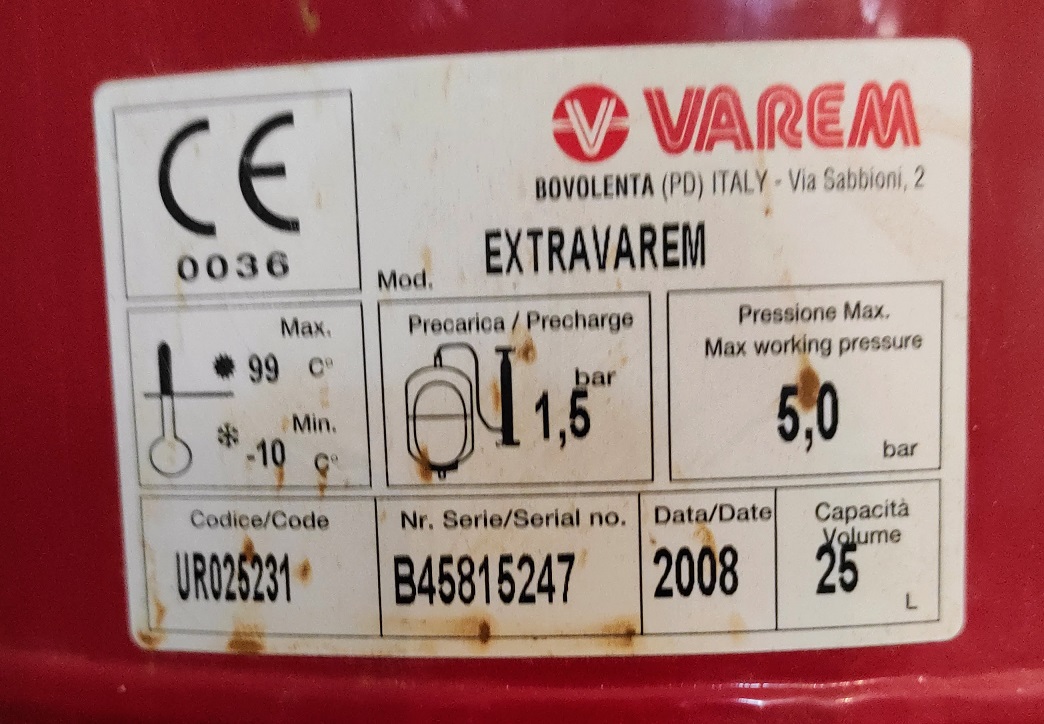 CE
0036
VAREM
BOVOLENTA (PD) ITALY - Via Sabbioni, 2
Mod. EXTRAVAREM
Max.
99 C°
Min.
-10 C°
Precarica / Precharge
bar
1,5
Pressione Max.
Max working pressure
5,0
bar
Codice/Code
UR025231
Nr. Serie/Serial no.
B45815247
Data/Date
2008
Capacità
Volume
25
L